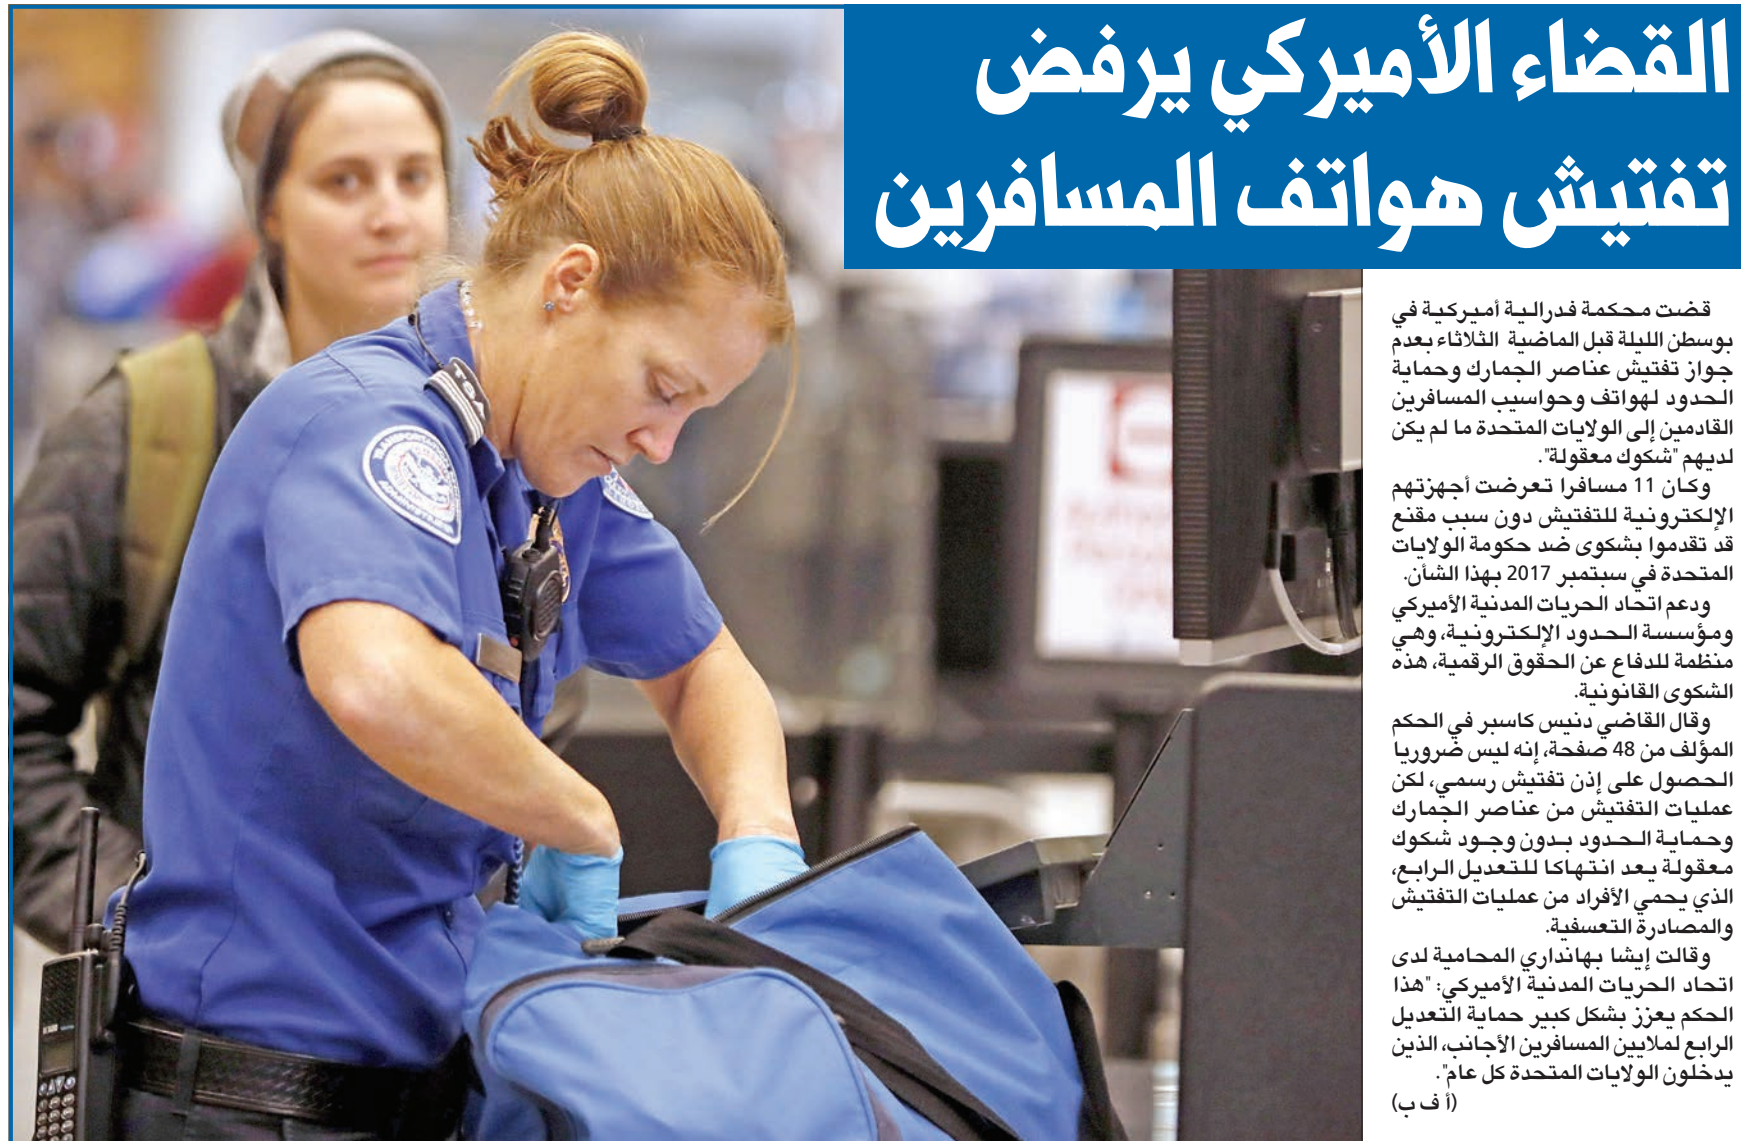 القضاء الأميركي يرفض
تفتيش هواتف المسافرين
قضت محكمة فدرالية أميركية في
بوسطن الليلة قبل الماضية الثلاثاء بعدم
جواز تفتيش عناصر الجمارك وحماية
الحدود لهواتف وحواسيب المسافرين
القادمين إلى الولايات المتحدة ما لم يكن
لديهم "شكوك معقولة".
وكان 11 مسافرا تعرضت أجهزتهم
الإلكترونية للتفتيش دون سبب مقنع
قد تقدموا بشكوى ضد حكومة الولايات
المتحدة في سبتمبر 2017 بهذا الشأن.
ودعم اتحاد الحريات المدنية الأميركي
ومؤسسة الحدود الإلكترونية، وهي
منظمة للدفاع عن الحقوق الرقمية، هذه
الشكوى القانونية.
وقال القاضي دنيس كاسبر في الحكم
المؤلف من 48 صفحة، إنه ليس ضروريا
الحصول على إذن تفتيش رسمي، لكن
عمليات التفتيش من عناصر الجمارك
وحماية الحدود بدون وجود شكوك
معقولة يعد انتهاكا للتعديل الرابع،
الذي يحمي الأفراد من عمليات التفتيش
والمصادرة التعسفية.
وقالت إيشا بهانداري المحامية لدى
اتحاد الحريات المدنية الأميركي: "هذا
الحكم يعزز بشكل كبير حماية التعديل
الرابع لملايين المسافرين الأجانب، الذين
يدخلون الولايات المتحدة كل عام".
(أ ف ب)
TSA
TRANSPORTATION